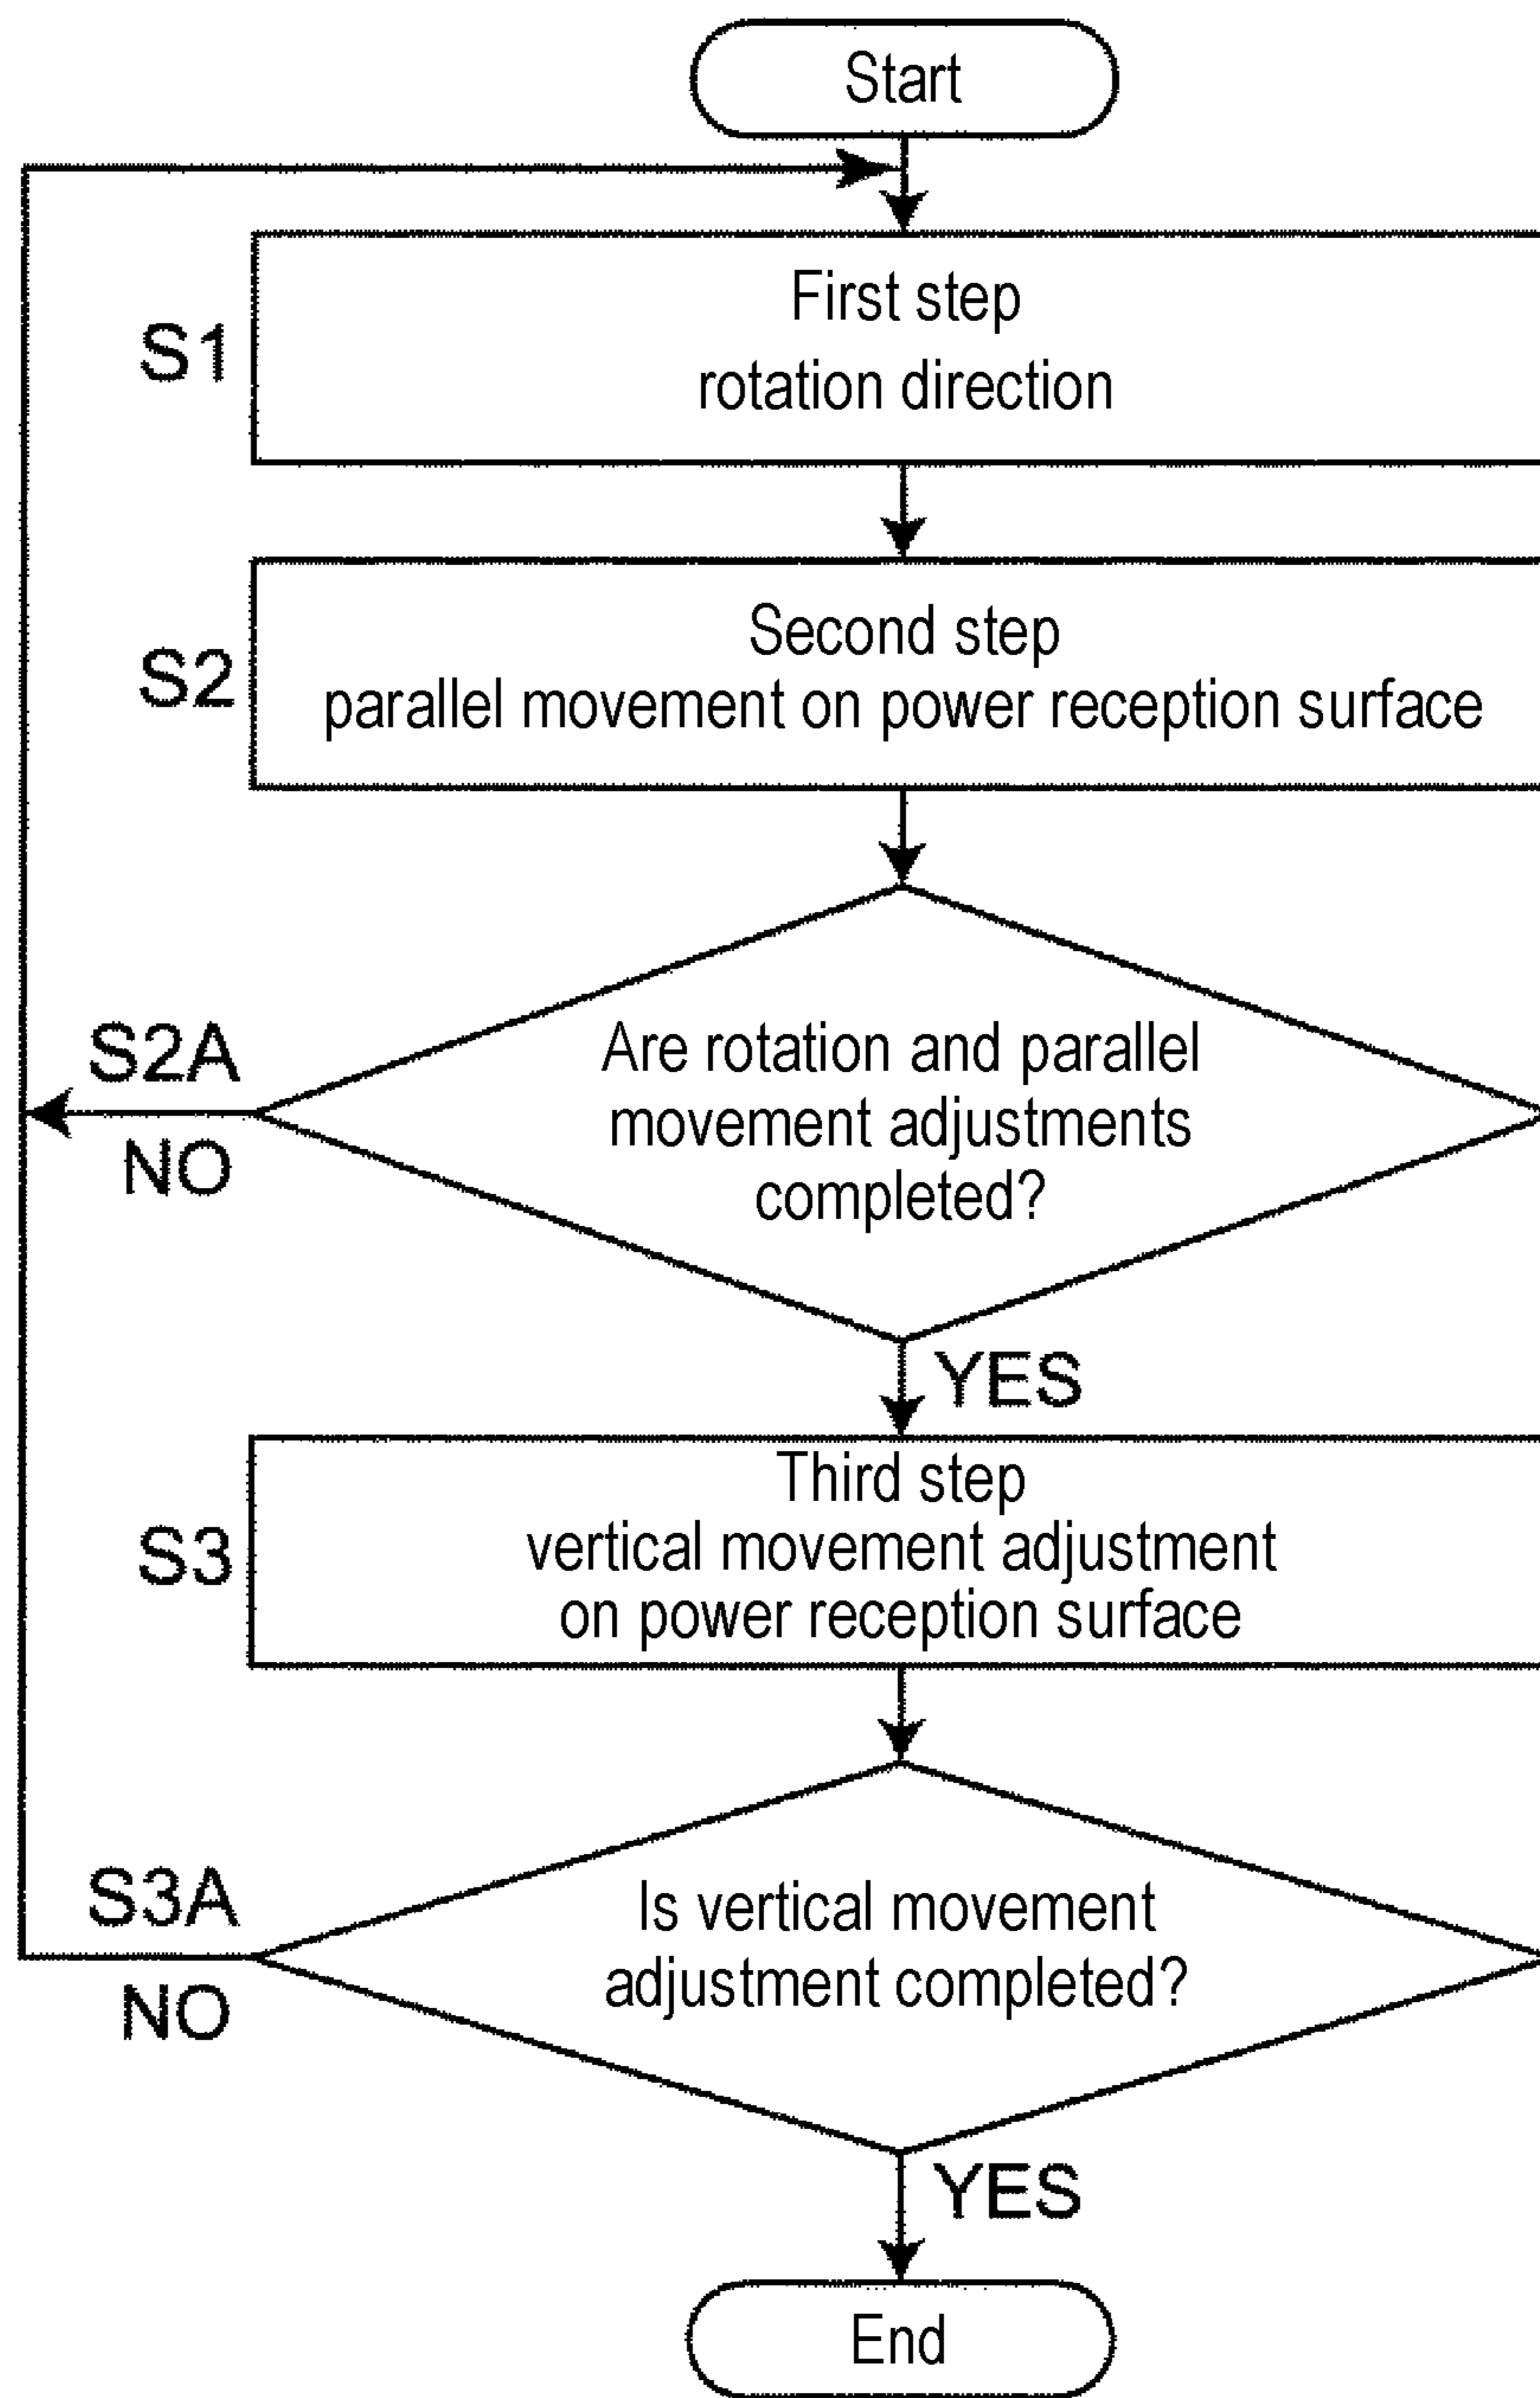 Start
First step
rotation direction
S1
Second step
parallel movement on power reception surface
S2
Are rotation and parallel
movement adjustments
completed?
S2A
NO
YES
Third step
vertical movement adjustment
on power reception surface
S3
Is vertical movement
adjustment completed?
S3A
NO
YES
End